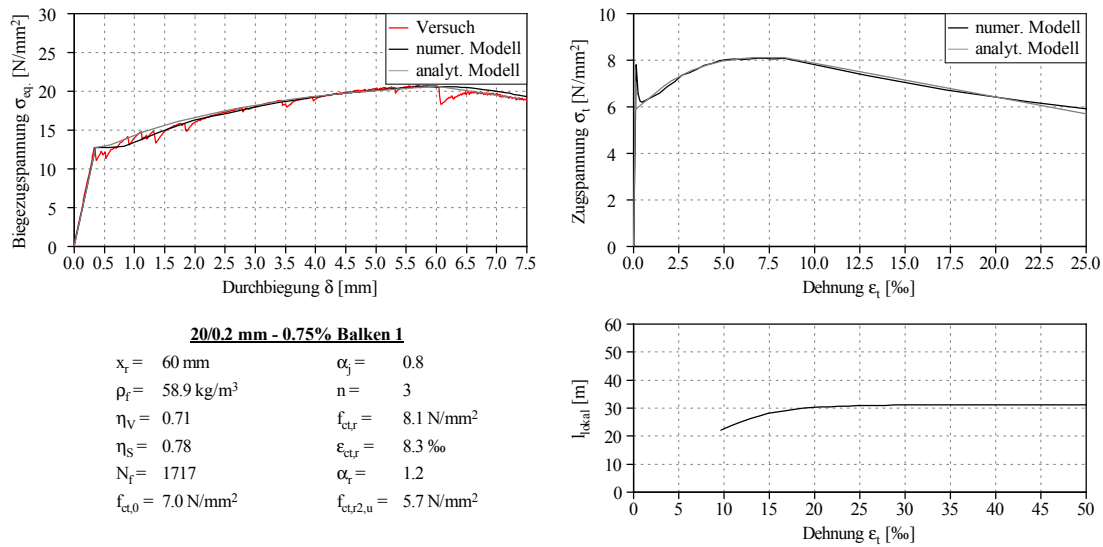 30
25
20
15
10
5
0
Biegezugspannung σeq. [N/mm²]
Versuch
numer. Modell
analyt. Modell
0.0 0.5 1.0 1.5 2.0 2.5 3.0 3.5 4.0 4.5 5.0 5.5 6.0 6.5 7.0 7.5
Durchbiegung δ [mm]
10
8
6
4
2
0
Zugspannung σt [N/mm²]
numer. Modell
analyt. Modell
0.0 2.5 5.0 7.5 10.0 12.5 15.0 17.5 20.0 22.5 25.0
Dehnung εt [‰]
20/0.2 mm - 0.75% Balken 1
xr = 60 mm αj = 0.8
ρf = 58.9 kg/m³ n = 3
ηV = 0.71 fct,r = 8.1 N/mm²
ηS = 0.78 εct,r = 8.3 ‰
Nf = 1717 αr = 1.2
fct,0 = 7.0 N/mm² fct,r2,u = 5.7 N/mm²
60
50
40
30
20
10
0
llokal [m]
0 5 10 15 20 25 30 35 40 45 50
Dehnung εt [‰]